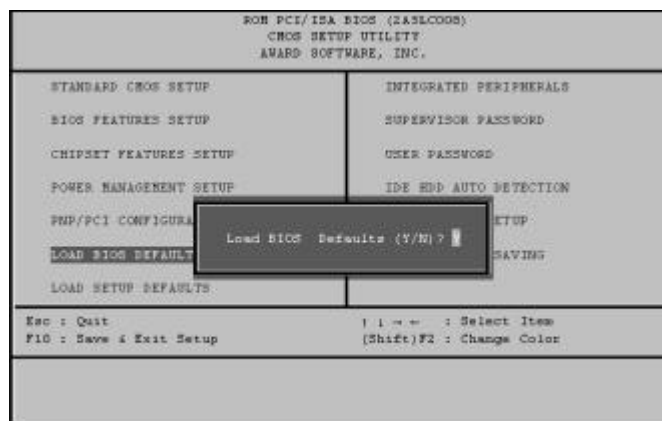 ROM PCI/ISA BIOS (2A5LC00S)
CMOS SETUP UTILITY
AWARD SOFTWARE, INC.
STANDARD CMOS SETUP
BIOS FEATURES SETUP
CHIPSET FEATURES SETUP
POWER MANAGEMENT SETUP
PNP/PCI CONFIGURA
LOAD BIOS DEFAULT
LOAD SETUP DEFAULTS
INTEGRATED PERIPHERALS
SUPERVISOR PASSWORD
USER PASSWORD
IDE HDD AUTO DETECTION
ETUP
SAVING
Load BIOS Defaults (Y/N)? Y
Esc : Quit
F10 : Save & Exit Setup
↑ ↓ → ← : Select Item
(Shift)F2 : Change Color